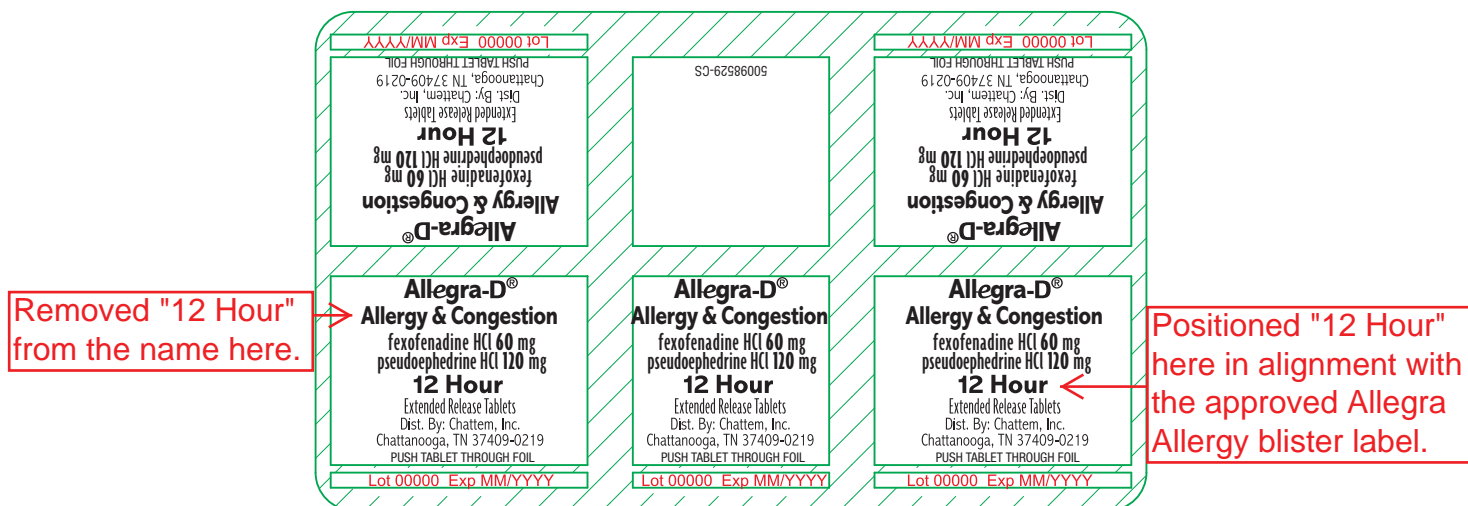 Lot 00000 Exp MM/YYYY
PUSH TABLET THROUGH FOIL
Chattanooga, TN 37409-0219
Dist. By: Chattem, Inc.
Extended Release Tablets
12 Hour
pseudoephedrine HCl 120 mg
fexofenadine HCl 60 mg
Allergy & Congestion
Allegra-D®
50098529-CS
Lot 00000 Exp MM/YYYY
PUSH TABLET THROUGH FOIL
Chattanooga, TN 37409-0219
Dist. By: Chattem, Inc.
Extended Release Tablets
12 Hour
pseudoephedrine HCl 120 mg
fexofenadine HCl 60 mg
Allergy & Congestion
Allegra-D®
Removed "12 Hour"
from the name here.
Allegra-D®
Allergy & Congestion
fexofenadine HCl 60 mg
pseudoephedrine HCl 120 mg
12 Hour
Extended Release Tablets
Dist. By: Chattem, Inc.
Chattanooga, TN 37409-0219
PUSH TABLET THROUGH FOIL
Lot 00000 Exp MM/YYYY
Allegra-D®
Allergy & Congestion
fexofenadine HCl 60 mg
pseudoephedrine HCl 120 mg
12 Hour
Extended Release Tablets
Dist. By: Chattem, Inc.
Chattanooga, TN 37409-0219
PUSH TABLET THROUGH FOIL
Lot 00000 Exp MM/YYYY
Allegra-D®
Allergy & Congestion
fexofenadine HCl 60 mg
pseudoephedrine HCl 120 mg
12 Hour
Extended Release Tablets
Dist. By: Chattem, Inc.
Chattanooga, TN 37409-0219
PUSH TABLET THROUGH FOIL
Lot 00000 Exp MM/YYYY
Positioned "12 Hour"
here in alignment with
the approved Allegra
Allergy blister label.